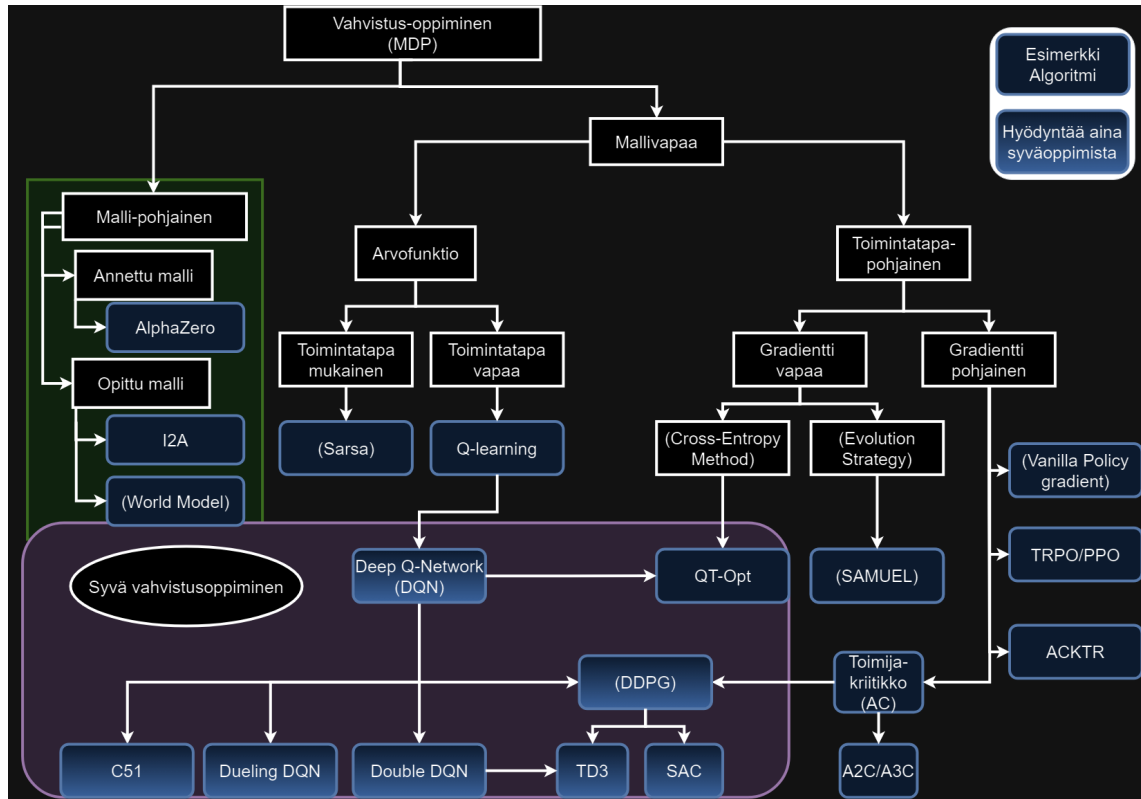 Vahvistus-oppiminen
(MDP)
Esimerkki
Algoritmi
Hyödyntää aina
syväoppimista
Mallivapaa
Malli-pohjainen
Annettu malli
AlphaZero
Opittu malli
I2A
(World Model)
Arvofunktio
Toimintatapa-
pohjainen
Toimintatapa
mukainen
Toimintatapa
vapaa
Gradientti
vapaa
Gradientti
pohjainen
(Sarsa)
Q-learning
(Cross-Entropy
Method)
(Evolution
Strategy)
(Vanilla Policy
gradient)
TRPO/PPO
ACKTR
Syvä vahvistusoppiminen
Deep Q-Network
(DQN)
QT-Opt
(SAMUEL)
(DDPG)
Toimija-
kriitikko
(AC)
C51
Dueling DQN
Double DQN
TD3
SAC
A2C/A3C